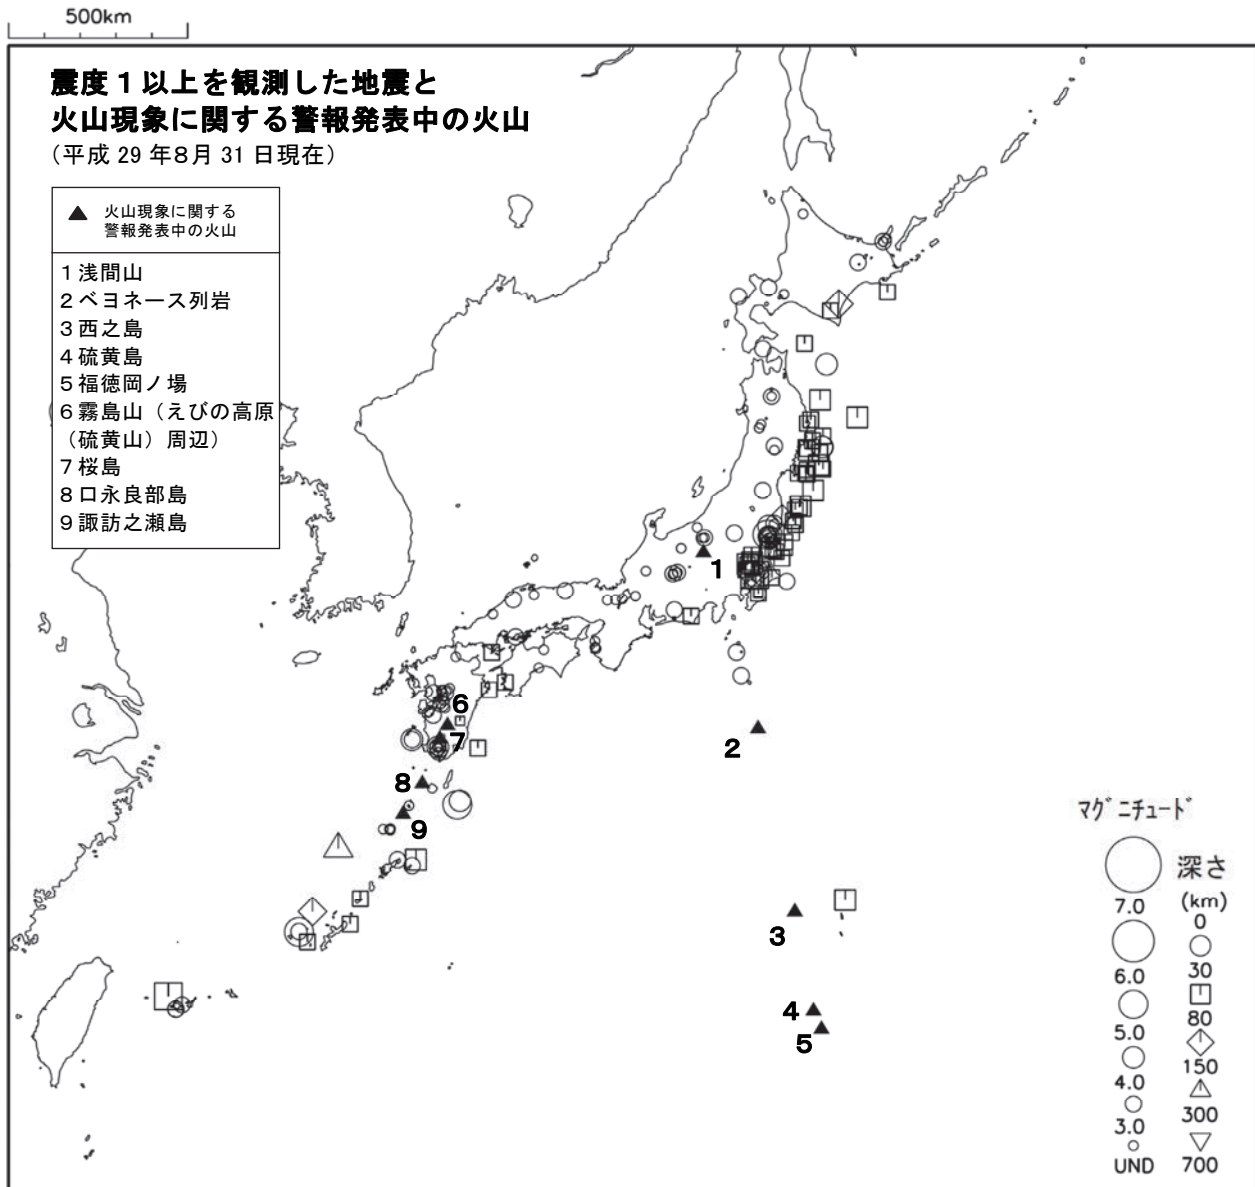 500km
震度１以上を観測した地震と
火山現象に関する警報発表中の火山
（平成 29 年８月 31 日現在）
▲ 火山現象に関する
警報発表中の火山
１浅間山
２ベヨネース列岩
３西之島
４硫黄島
５福徳岡ノ場
６霧島山（えびの高原
（硫黄山）周辺）
７桜島
８口永良部島
９諏訪之瀬島
1
6
7
2
8
9
3
4
5
マグニチュード
深さ
(km)
7.0
0
6.0
30
5.0
80
4.0
150
3.0
300
UND
700